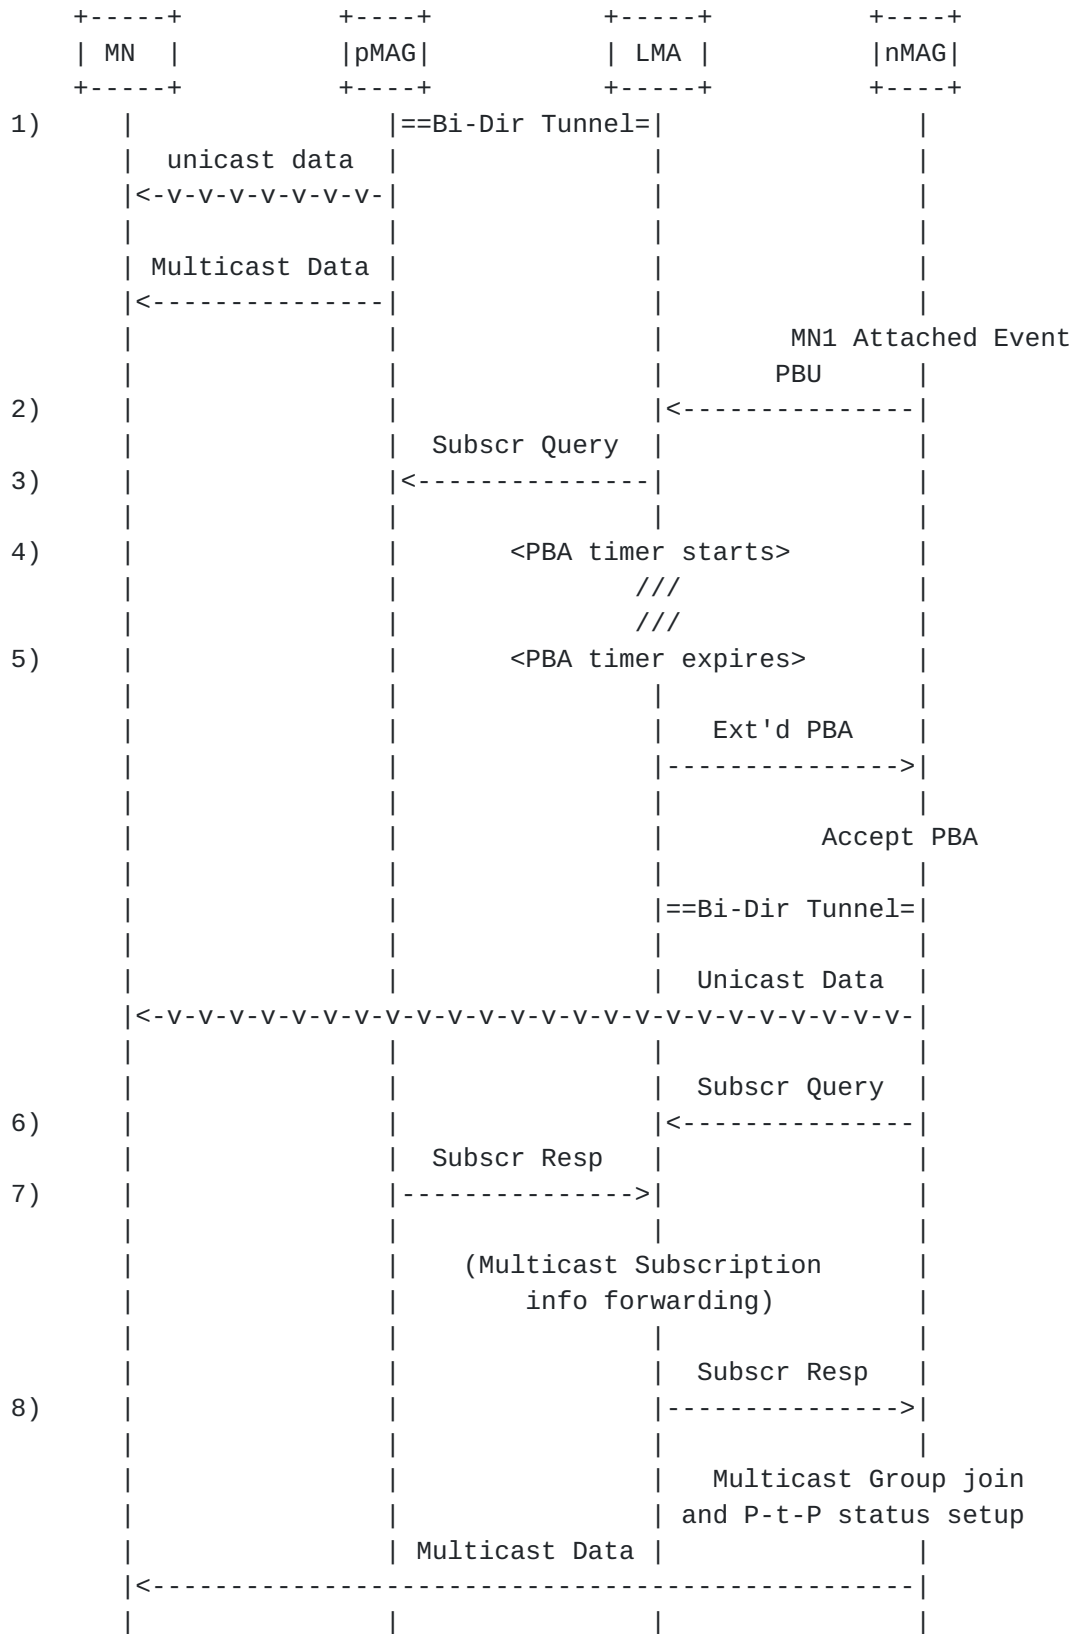 +-----+          +----+           +-----+          +----+
     | MN  |          |pMAG|           | LMA |          |nMAG|
     +-----+          +----+           +-----+          +----+
1)      |                |==Bi-Dir Tunnel=|                |
        |  unicast data  |                |                |
        |<-v-v-v-v-v-v-v-|                |                |
        |                |                |                |
        | Multicast Data |                |                |
        |<---------------|                |                |
        |                |                |        MN1 Attached Event
        |                |                |       PBU      |
2)      |                |                |<---------------|
        |                |  Subscr Query  |                |
3)      |                |<---------------|                |
        |                |                |                |
4)      |                |       <PBA timer starts>        |
        |                |               ///               |
        |                |               ///               |
5)      |                |       <PBA timer expires>       |
        |                |                |                |
        |                |                |   Ext'd PBA    |
        |                |                |--------------->|
        |                |                |                |
        |                |                |          Accept PBA
        |                |                |                |
        |                |                |==Bi-Dir Tunnel=|
        |                |                |                |
        |                |                |  Unicast Data  |
        |<-v-v-v-v-v-v-v-v-v-v-v-v-v-v-v-v-v-v-v-v-v-v-v-v-|
        |                |                |                |
        |                |                |  Subscr Query  |
6)      |                |                |<---------------|
        |                |  Subscr Resp   |                |
7)      |                |--------------->|                |
        |                |                |                |
        |                |    (Multicast Subscription      |
        |                |        info forwarding)         |
        |                |                |                |
        |                |                |  Subscr Resp   |
8)      |                |                |--------------->|
        |                |                |                |
        |                |                |   Multicast Group join
        |                |                | and P-t-P status setup
        |                | Multicast Data |                |
        |<-------------------------------------------------|
        |                |                |                |